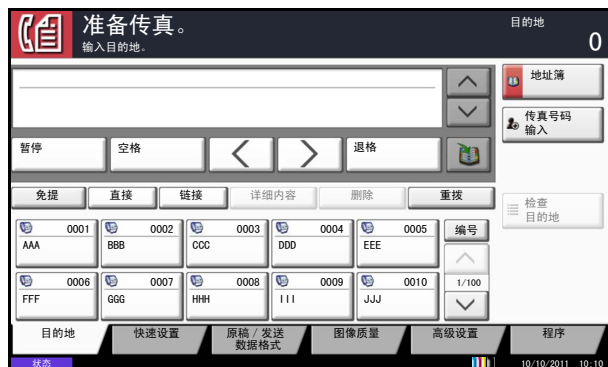 准备传真。
输入目的地。
目的地
0
地址簿
传真号码
输入
暂停
空格
退格
免提
直接
链接
详细内容
删除
重拨
检查
目的地
0001
AAA
0002
BBB
0003
CCC
0004
DDD
0005
EEE
编号
0006
FFF
0007
GGG
0008
HHH
0009
III
0010
JJJ
1/100
目的地
快速设置
原稿 / 发送
数据格式
图像质量
高级设置
程序
状态
10/10/2011 10:10